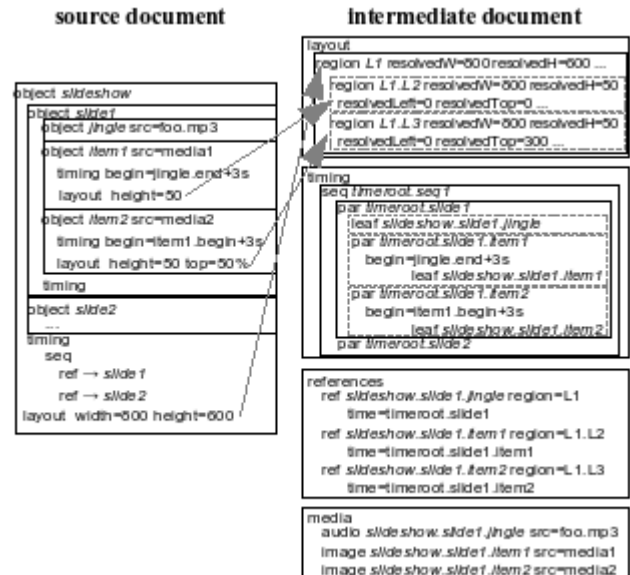 source document
object slideshow
object slide1
object jingle src=foo.mp3
object item1 src=media1
timing begin=jingle.end+3s
layout height=50
object item2 src=media2
timing begin=item1.begin+3s
layout height=50 top=50%
timing
object slide2
...
timing
seq
ref → slide1
ref → slide2
layout width=800 height=600
intermediate document
layout
region L1 resolvedW=800 resolvedH=600 ...
region L1.L2 resolvedW=800 resolvedH=50
resolvedLeft=0 resolvedTop=0 ...
region L1.L3 resolvedW=800 resolvedH=50
resolvedLeft=0 resolvedTop=300 ...
timing
seq timeroot.seq1
par timeroot.slide1
leaf slideshow.slide1.jingle
par timeroot.slide1.item1
begin=jingle.end+3s
leaf slideshow.slide1.item1
par timeroot.slide1.item2
begin=item1.begin+3s
leaf slideshow.slide1.item2
par timeroot.slide2
references
ref slideshow.slide1.jingle region=L1
time=timeroot.slide1
ref slideshow.slide1.item1 region=L1.L2
time=timeroot.slide1.item1
ref slideshow.slide1.item2 region=L1.L3
time=timeroot.slide1.item2
media
audio slideshow.slide1.jingle src=foo.mp3
image slideshow.slide1.item1 src=media1
image slideshow.slide1.item2 src=media2